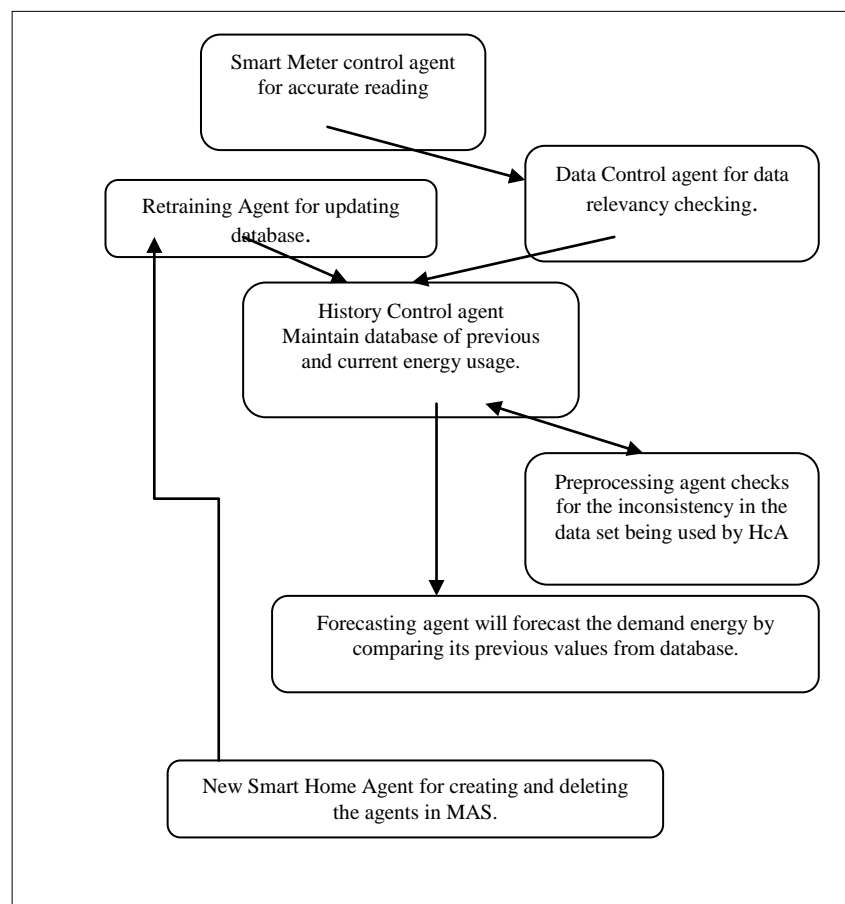 Smart Meter control agent
for accurate reading
Data Control agent for data
relevancy checking.
Retraining Agent for updating
database.
History Control agent
Maintain database of previous
and current energy usage.
Preprocessing agent checks
for the inconsistency in the
data set being used by HcA
Forecasting agent will forecast the demand energy by
comparing its previous values from database.
New Smart Home Agent for creating and deleting
the agents in MAS.